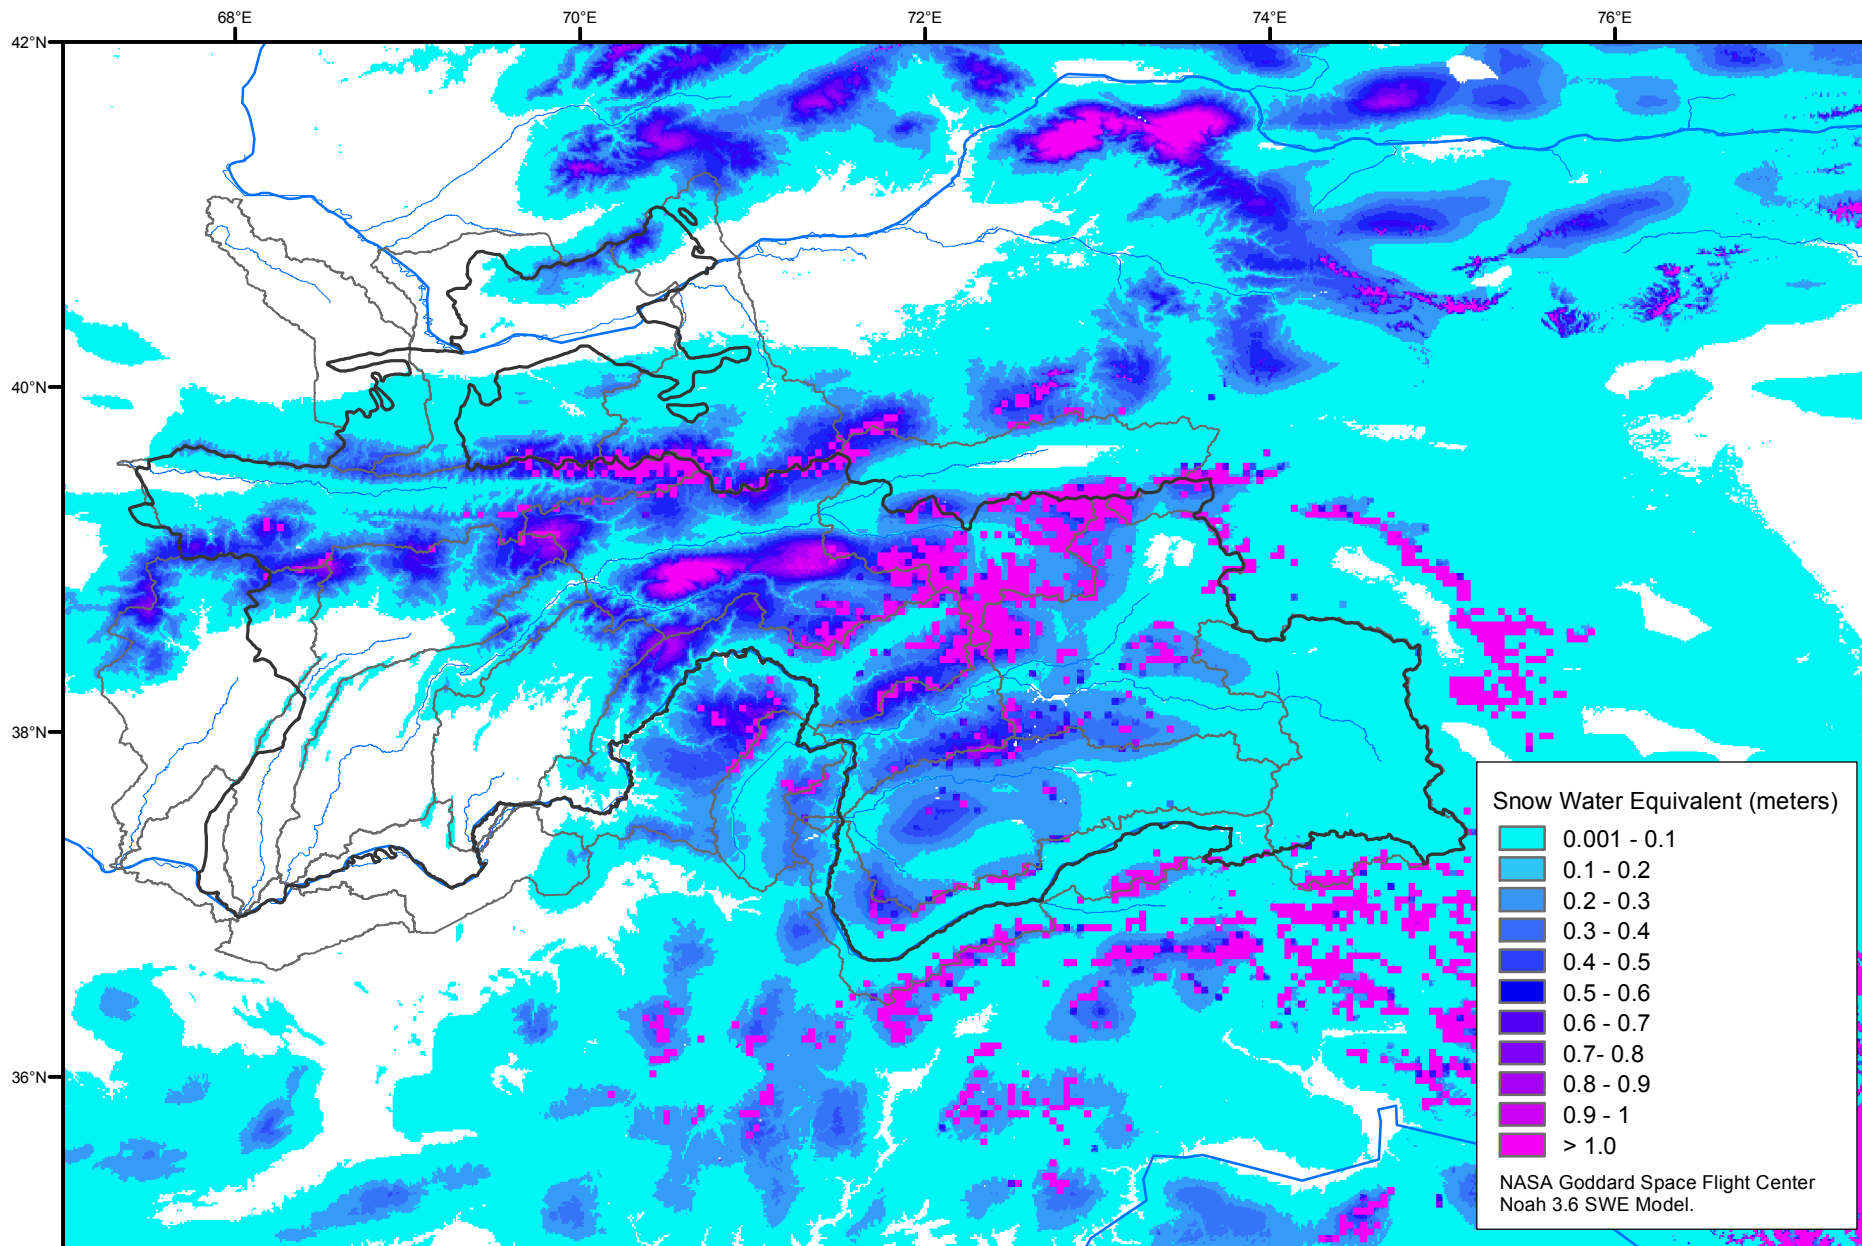 68°E
70°E
72°E
74°E
76°E
42°N
40°N
38°N
36°N
Snow Water Equivalent (meters)
0.001 - 0.1
0.1 - 0.2
0.2 - 0.3
0.3 - 0.4
0.4 - 0.5
0.5 - 0.6
0.6 - 0.7
0.7- 0.8
0.8 - 0.9
0.9 - 1
> 1.0
NASA Goddard Space Flight Center
Noah 3.6 SWE Model.